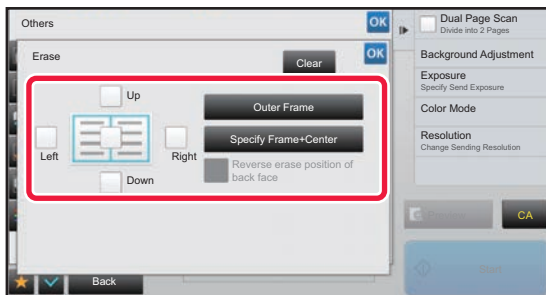 Others
OK
Erase
Clear
OK
Up
Left
Right
Down
Outer Frame
Specify Frame+Center
Reverse erase position of
back face
Back
Dual Page Scan
Divide into 2 Pages
Background Adjustment
Exposure
Specify Send Exposure
Color Mode
Resolution
Change Sending Resolution
Preview
CA
Start